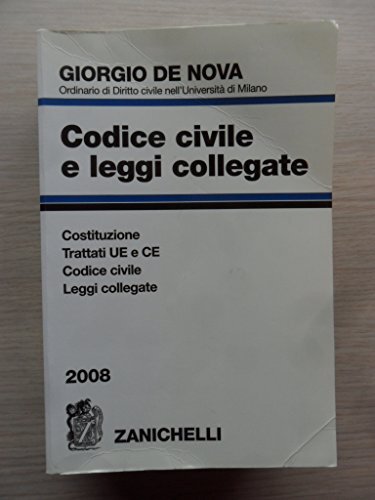 GIORGIO DE NOVA
Ordinario di Diritto civile nell'Università di Milano
Codice civile
e leggi collegate
Costituzione
Trattati UE e CE
Codice civile
Leggi collegate
2008
ZANICHELLI